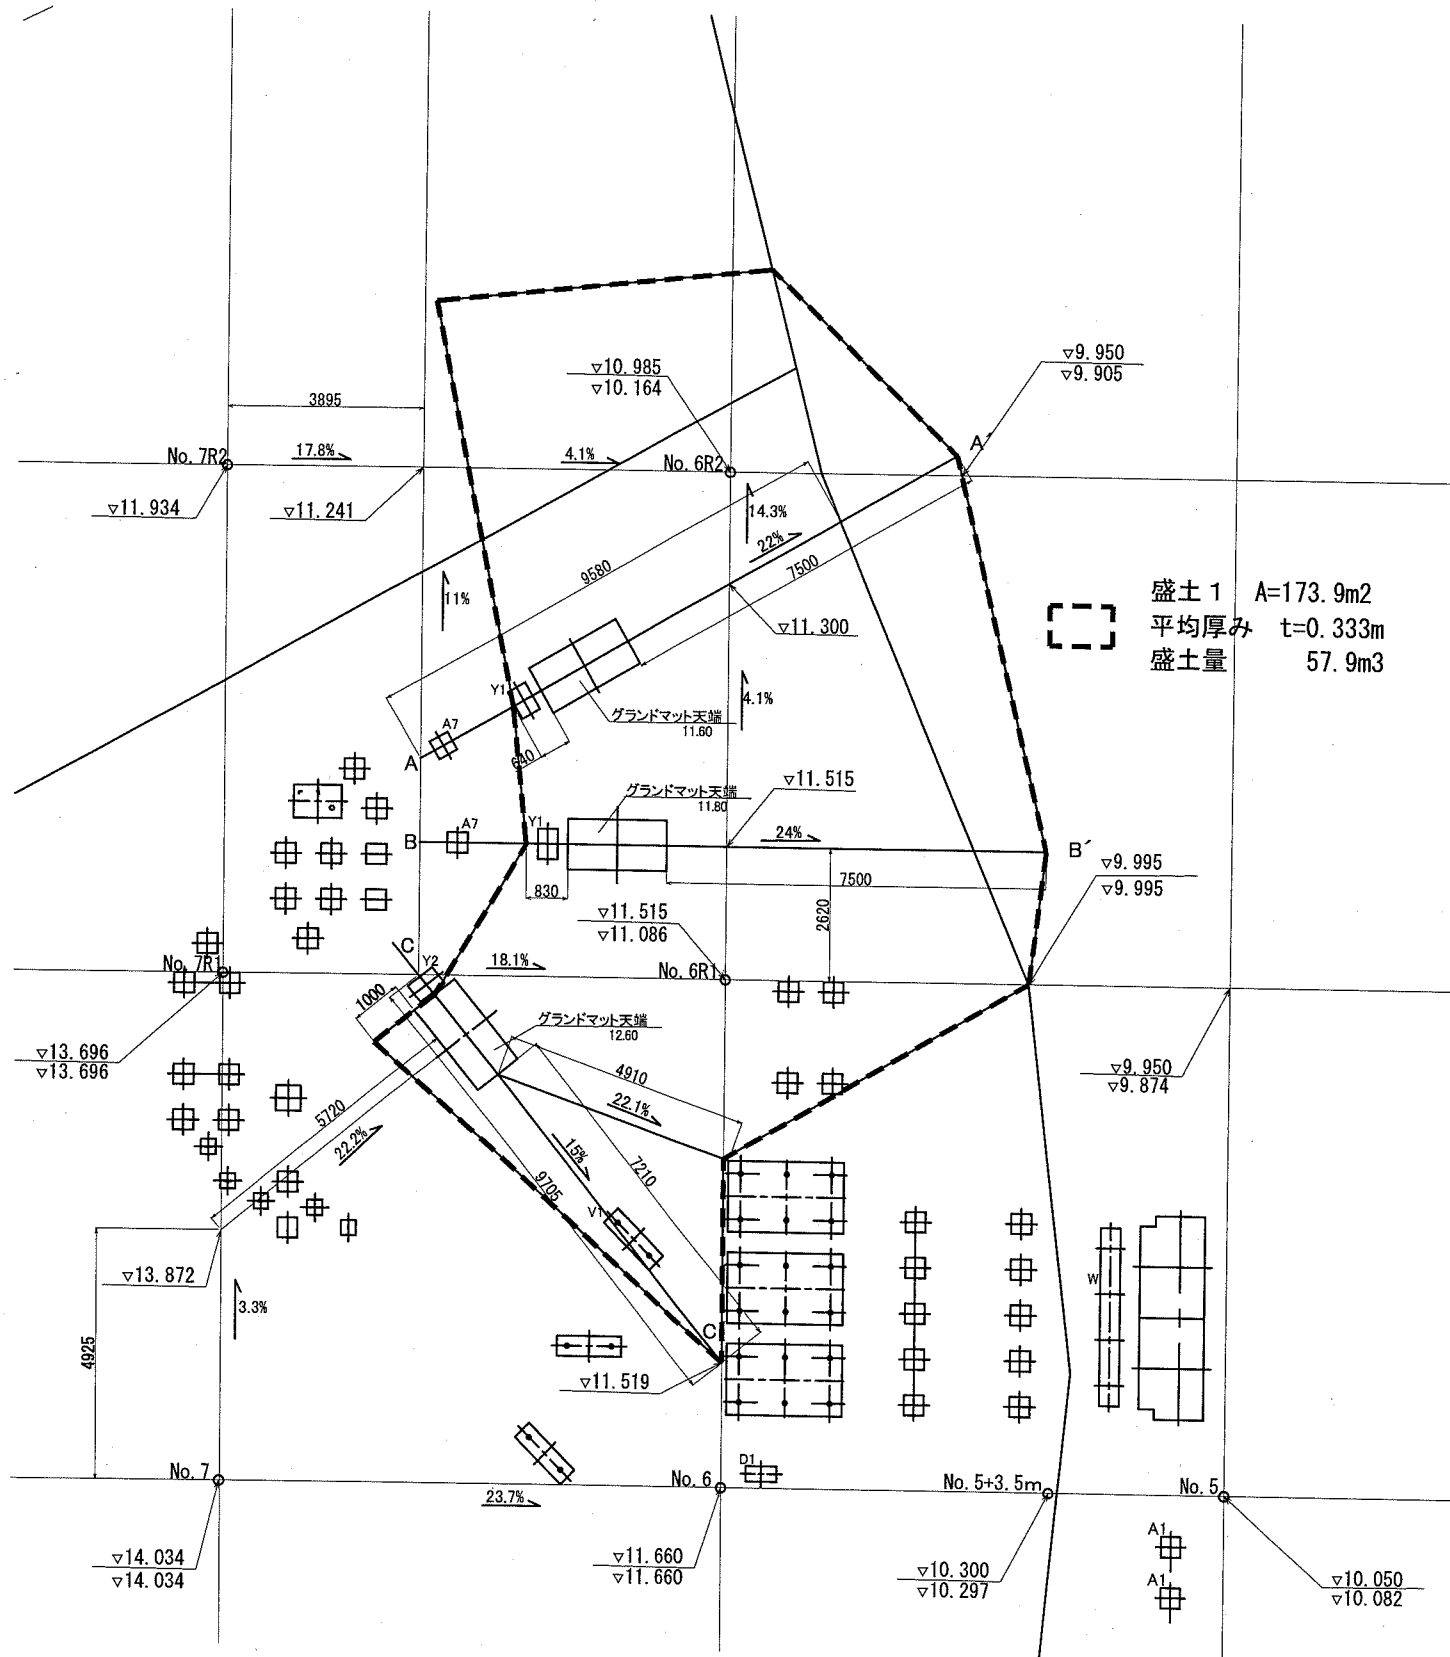 ▽9.950
▽9.905
▽10.985
▽10.164
3895
A´
No. 7R2
17.8%
4.1%
No. 6R2
▽11.934
▽11.241
14.3%
22%
7500
9580
11%
盛土1 A=173.9m2
平均厚み t=0.333m
盛土量 57.9m3
▽11.300
Y1
4.1%
グランドマット天端
11.60
A7
640
A
グランドマット天端
11.80
▽11.515
B
A7
Y1
24%
B´
▽9.995
▽9.995
830
7500
2620
▽11.515
▽11.086
C
Y2
No. 7R1
18.1%
No. 6R1
1000
グランドマット天端
12.60
▽13.696
▽13.696
4910
▽9.950
▽9.874
5720
22.2%
22.1%
15%
7210
9705
V1
▽13.872
W
3.3%
C
4925
▽11.519
No. 7
No. 6
D1
No. 5+3.5m
No. 5
23.7%
A1
▽14.034
▽14.034
▽11.660
▽11.660
▽10.300
▽10.297
A1
▽10.050
▽10.082